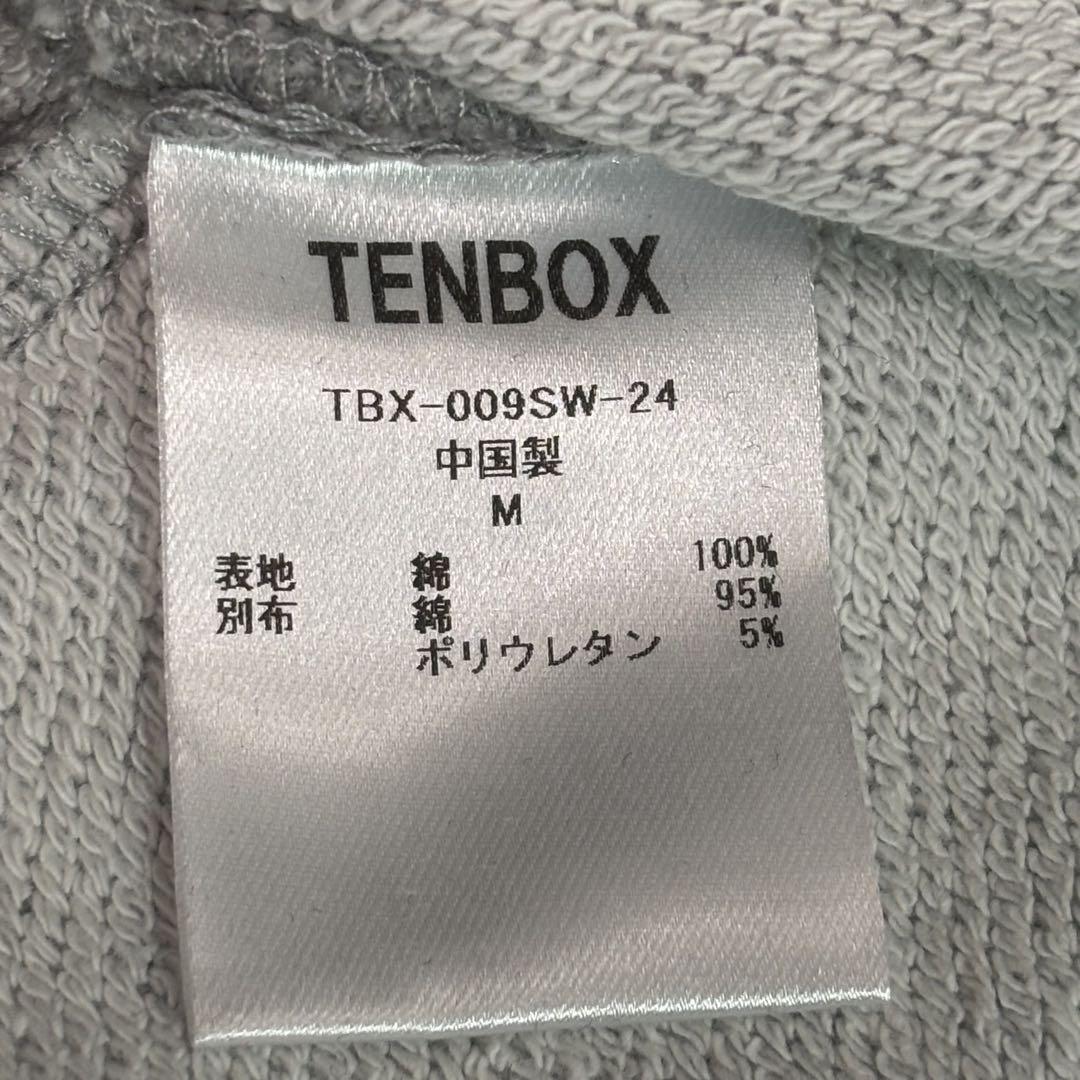 TENBOX
TBX-009SW-24
中国製
M
表地 綿 100%
別布 綿 95%
ポリウレタン 5%